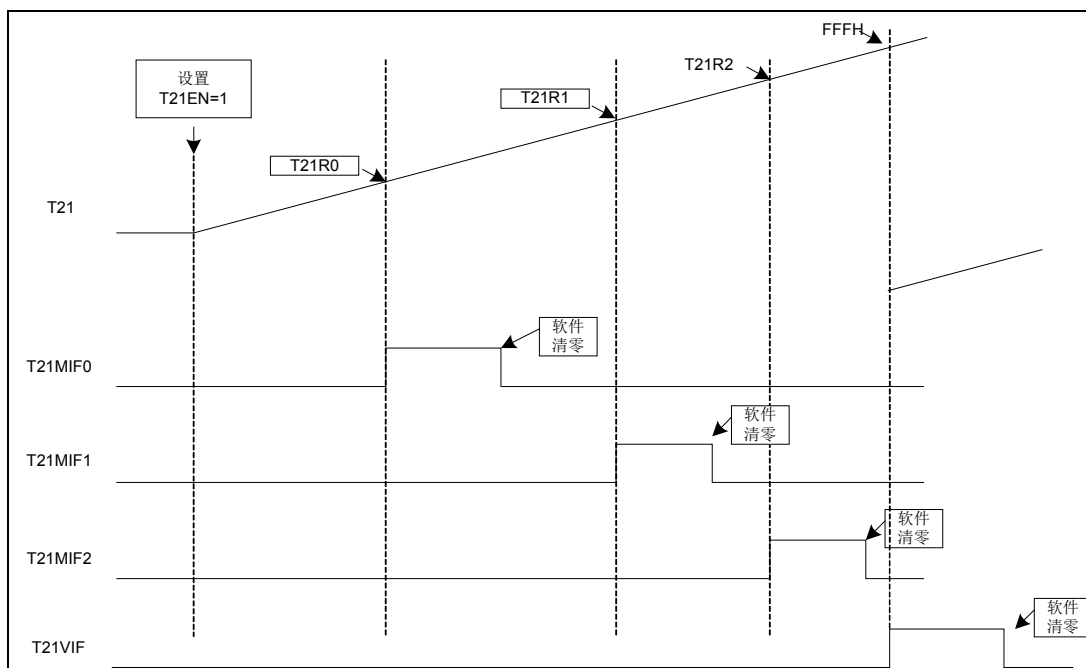 FFFH
设置
T21EN=1
T21R2
T21R1
T21R0
T21
软件
清零
T21MIF0
软件
清零
T21MIF1
软件
清零
T21MIF2
软件
清零
T21VIF